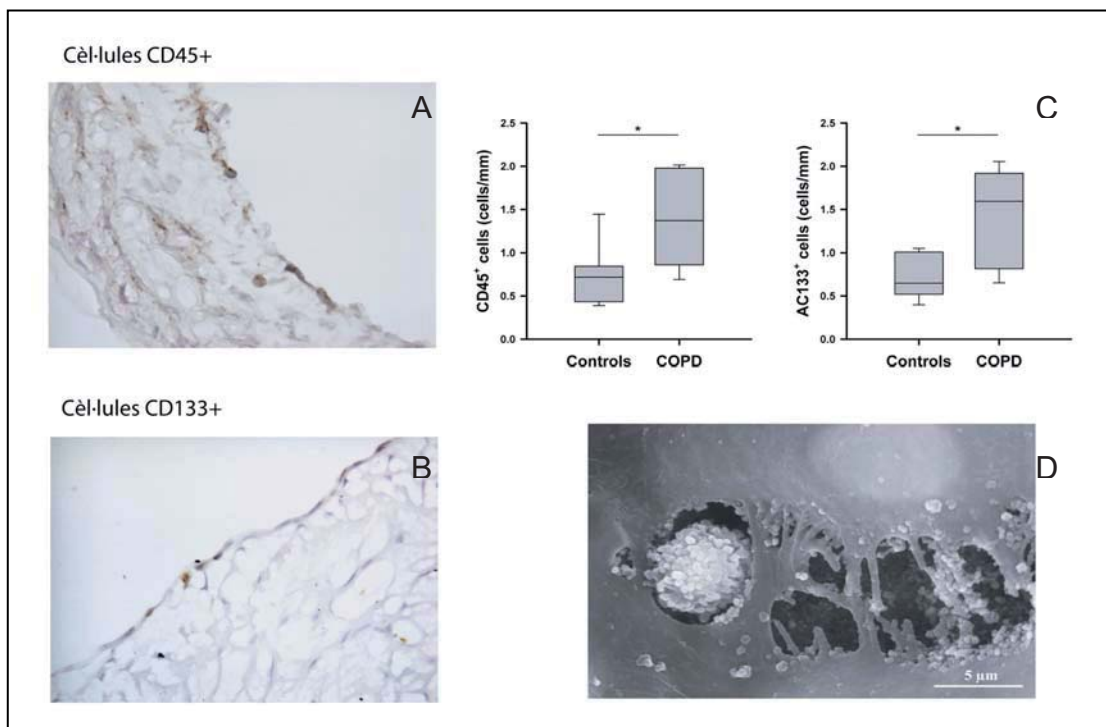 Cèl·lules CD45+
A
C
CD45+ cells (cells/mm)
2.5
2.0
1.5
1.0
0.5
0.0
*
Controls COPD
AC133+ cells (cells/mm)
2.5
2.0
1.5
1.0
0.5
0.0
*
Controls COPD
Cèl·lules CD133+
B
D
5 µm